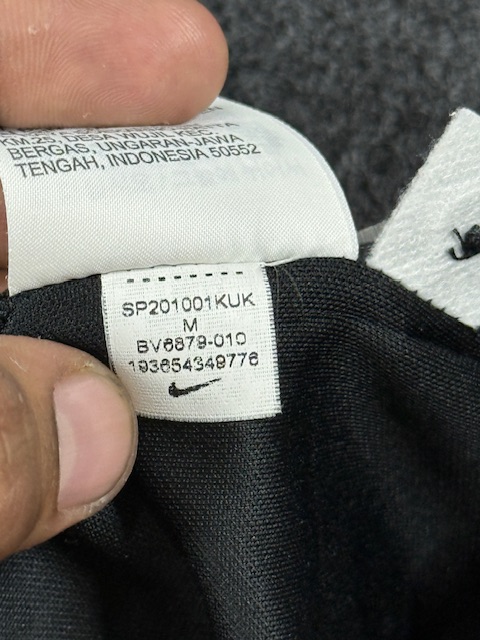 BERGAS, UNGARAN-JAWA
TENGAH, INDONESIA 50552
SP201001KUK
M
BV6879-010
193654349776